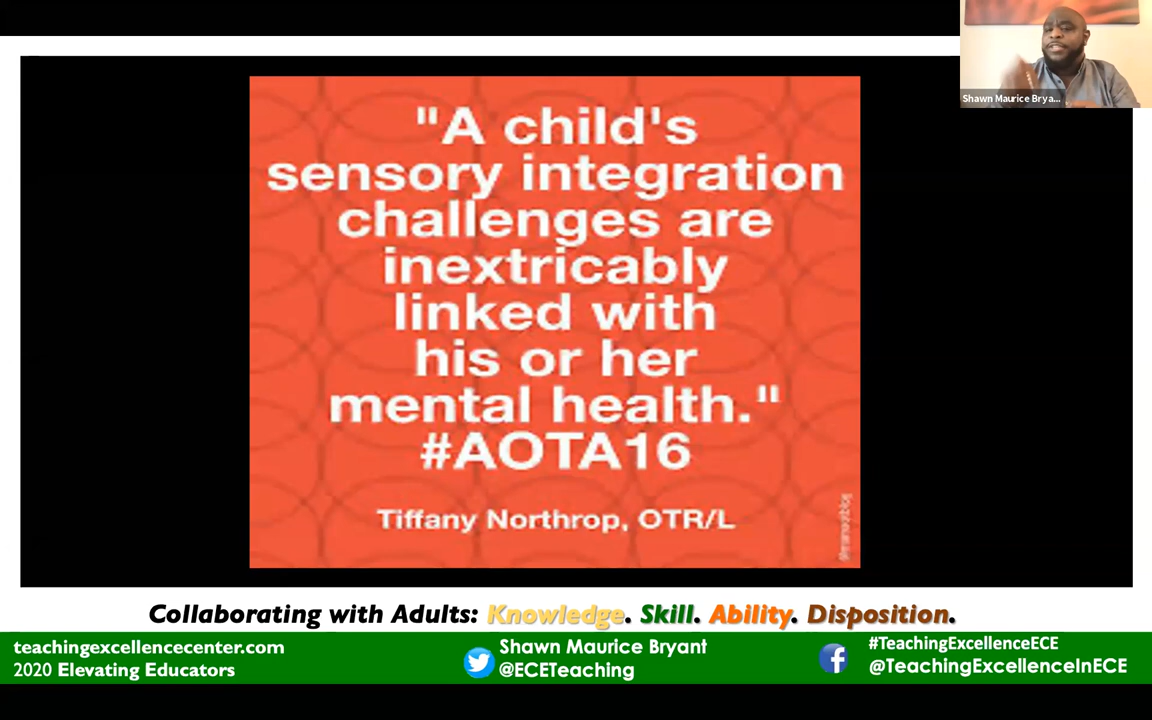 Shawn Maurice Brya...
"A child's
sensory integration
challenges are
inextricably
linked with
his or her
mental health."
#AOTA16
Tiffany Northrop, OTR/L
Collaborating with Adults: Knowledge. Skill. Ability. Disposition.
teachingexcellencecenter.com
2020 Elevating Educators
Shawn Maurice Bryant
@ECETeaching
#TeachingExcellenceECE
@TeachingExcellenceInECE